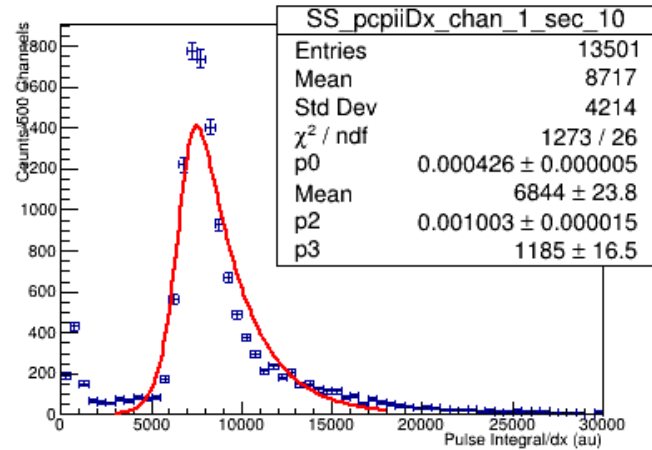 SS_pcpiiDx_chan_1_sec_10
Entries 13501
Mean 8717
Std Dev 4214
χ² / ndf 1273 / 26
p0 0.000426 ± 0.000005
Mean 6844 ± 23.8
p2 0.001003 ± 0.000015
p3 1185 ± 16.5
Counts/500 Channels
1800
1600
1400
1200
1000
800
600
400
200
0
0 5000 10000 15000 20000 25000 30000
Pulse Integral/dx (au)